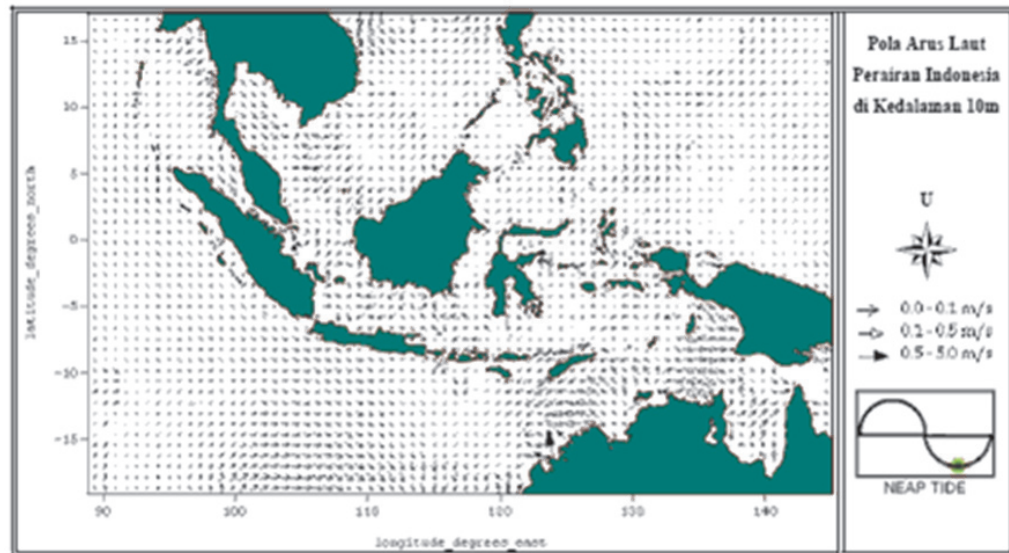 Pola Arus Laut
Perairan Indonesia
di Kedalaman 10m
U
0.0 - 0.1 m/s
0.1 - 0.5 m/s
0.5 - 5.0 m/s
NEAP TIDE
latitude_degrees_north
15
10
5
0
-5
-10
-15
90
100
110
120
130
140
longitude_degrees_east